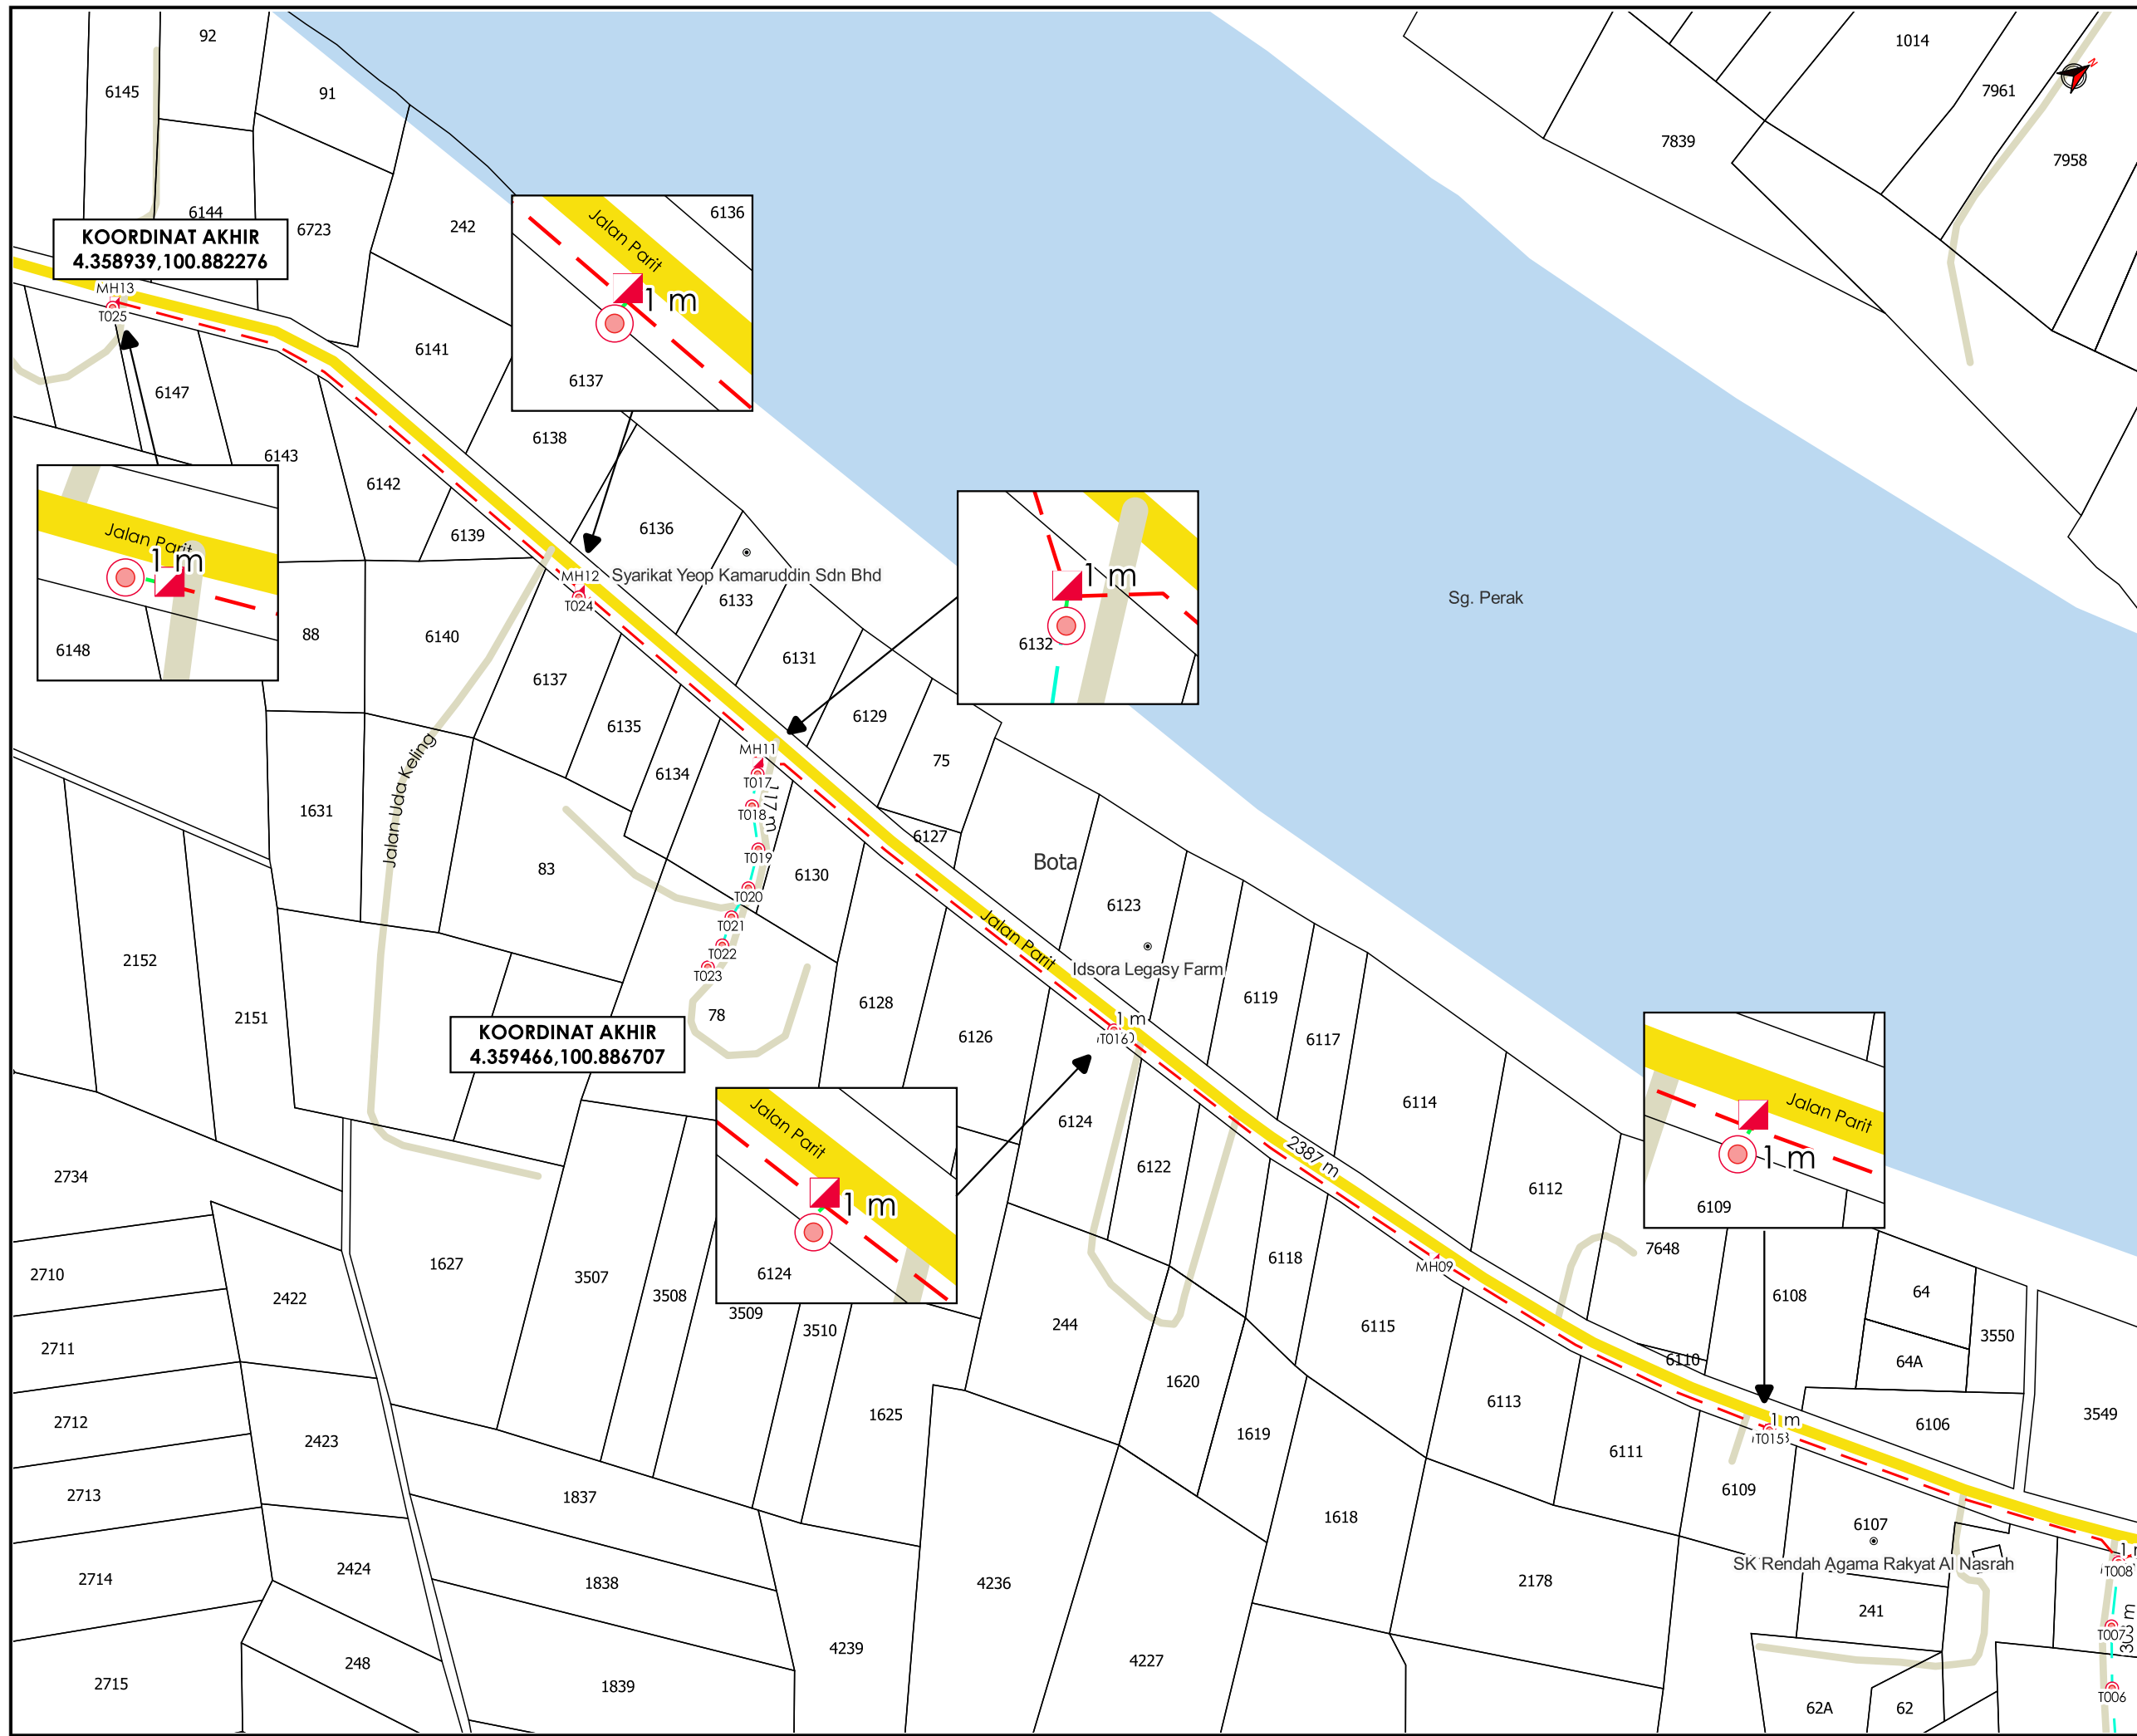 92
1014
6145
91
7961
N
7839
7958
6144
6136
Jalan Parit
6723
242
KOORDINAT AKHIR
4.358939,100.882276
MH13
T025
1 m
6141
6137
6147
6138
6143
6142
6136
6139
Jalan Parit
1 m
MH12
Syarikat Yeop Kamaruddin Sdn Bhd
T024
6133
1 m
Sg. Perak
88
6140
6148
6132
6131
6137
6129
6135
MH11
75
6134
T017
117 m
Jalan Uda Keling
T018
1631
6127
T019
Bota
83
6130
T020
6123
T021
Jalan Parit
T022
2152
Idsora Legasy Farm
T023
6119
6128
78
2151
1 m
KOORDINAT AKHIR
4.359466,100.886707
T016
6126
6117
6114
Jalan Parit
Jalan Parit
6124
2387 m
1 m
6122
2734
6112
1 m
6109
7648
6118
MH09
1627
6124
2710
3507
64
3508
6108
2422
3509
244
3510
6115
3550
2711
6110
64A
1620
6113
1625
3549
2712
1 m
6106
1619
T015
2423
6111
6109
2713
1837
1618
6107
1
SK Rendah Agama Rakyat Al Nasrah
T008
2424
2714
1838
4236
2178
241
T007
4239
4227
248
2715
1839
T006
62A
62